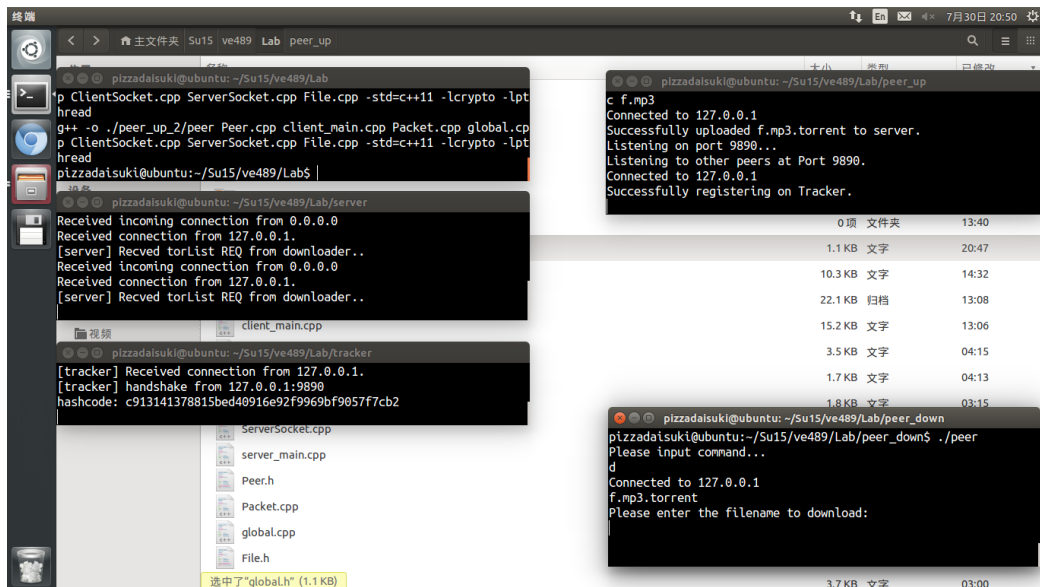 终端
En
7月30日 20:50
主文件夹 Su15 ve489 Lab peer_up
大小 类型 已修改
pizzadaisuki@ubuntu: ~/Su15/ve489/Lab
p ClientSocket.cpp ServerSocket.cpp File.cpp -std=c++11 -lcrypto -lpt
hread
g++ -o ./peer_up_2/peer Peer.cpp client_main.cpp Packet.cpp global.cp
p ClientSocket.cpp ServerSocket.cpp File.cpp -std=c++11 -lcrypto -lpt
hread
pizzadaisuki@ubuntu:~/Su15/ve489/Lab$
pizzadaisuki@ubuntu: ~/Su15/ve489/Lab/peer_up
c f.mp3
Connected to 127.0.0.1
Successfully uploaded f.mp3.torrent to server.
Listening on port 9890...
Listening to other peers at Port 9890.
Connected to 127.0.0.1
Successfully registering on Tracker.
设备
pizzadaisuki@ubuntu: ~/Su15/ve489/Lab/server
Received incoming connection from 0.0.0.0
Received connection from 127.0.0.1.
[server] Recved torList REQ from downloader..
Received incoming connection from 0.0.0.0
Received connection from 127.0.0.1.
[server] Recved torList REQ from downloader..
0 项 文件夹 13:40
1.1 KB 文字 20:47
10.3 KB 文字 14:32
22.1 KB 归档 13:08
视频
client_main.cpp
15.2 KB 文字 13:06
pizzadaisuki@ubuntu: ~/Su15/ve489/Lab/tracker
[tracker] Received connection from 127.0.0.1.
[tracker] handshake from 127.0.0.1:9890
hashcode: c913141378815bed40916e92f9969bf9057f7cb2
3.5 KB 文字 04:15
1.7 KB 文字 04:13
1.8 KB 文字 03:15
ServerSocket.cpp
server_main.cpp
Peer.h
Packet.cpp
global.cpp
File.h
pizzadaisuki@ubuntu: ~/Su15/ve489/Lab/peer_down
pizzadaisuki@ubuntu:~/Su15/ve489/Lab/peer_down$ ./peer
Please input command...
d
Connected to 127.0.0.1
f.mp3.torrent
Please enter the filename to download:
选中了"global.h" (1.1 KB)
3.7 KB 文字 03:00